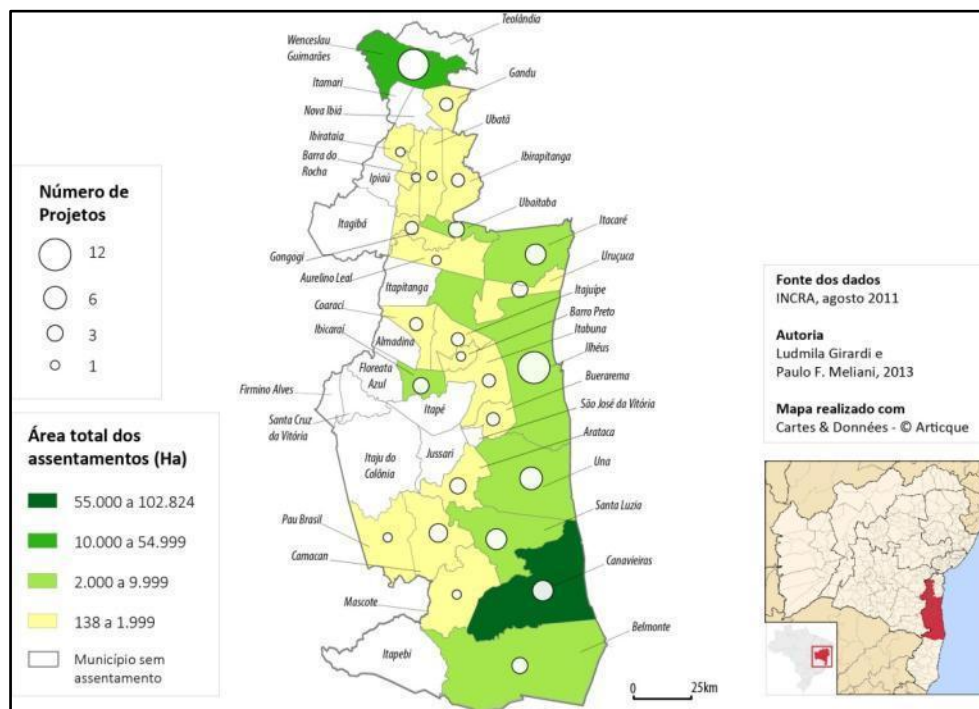 Teolândia
Wenceslau
Guimarães
Itamari
Gandu
Nova Ibiá
Ubatã
Ibirataia
Barra do
Rocha
Ibirapitanga
Ipiaú
Itagibá
Ubaitaba
Itacaré
Gongogi
Aurelino Leal
Uruçuca
Itapitanga
Itajuípe
Coaraci
Barro Preto
Ibicaraí
Itabuna
Almadina
Ilhéus
Floreata
Azul
Buerarema
Firmino Alves
Itapé
São José da Vitória
Santa Cruz
da Vitória
Arataca
Jussari
Itaju do
Colônia
Una
Santa Luzia
Pau Brasil
Camacan
Canavieiras
Mascote
Belmonte
Itapebi
0
25km
Número de
Projetos
12
6
3
1
Área total dos
assentamentos (Ha)
55.000 a 102.824
10.000 a 54.999
2.000 a 9.999
138 a 1.999
Município sem
assentamento
Fonte dos dados
INCRA, agosto 2011
Autoria
Ludmila Girardi e
Paulo F. Meliani, 2013
Mapa realizado com
Cartes & Données - © Articque